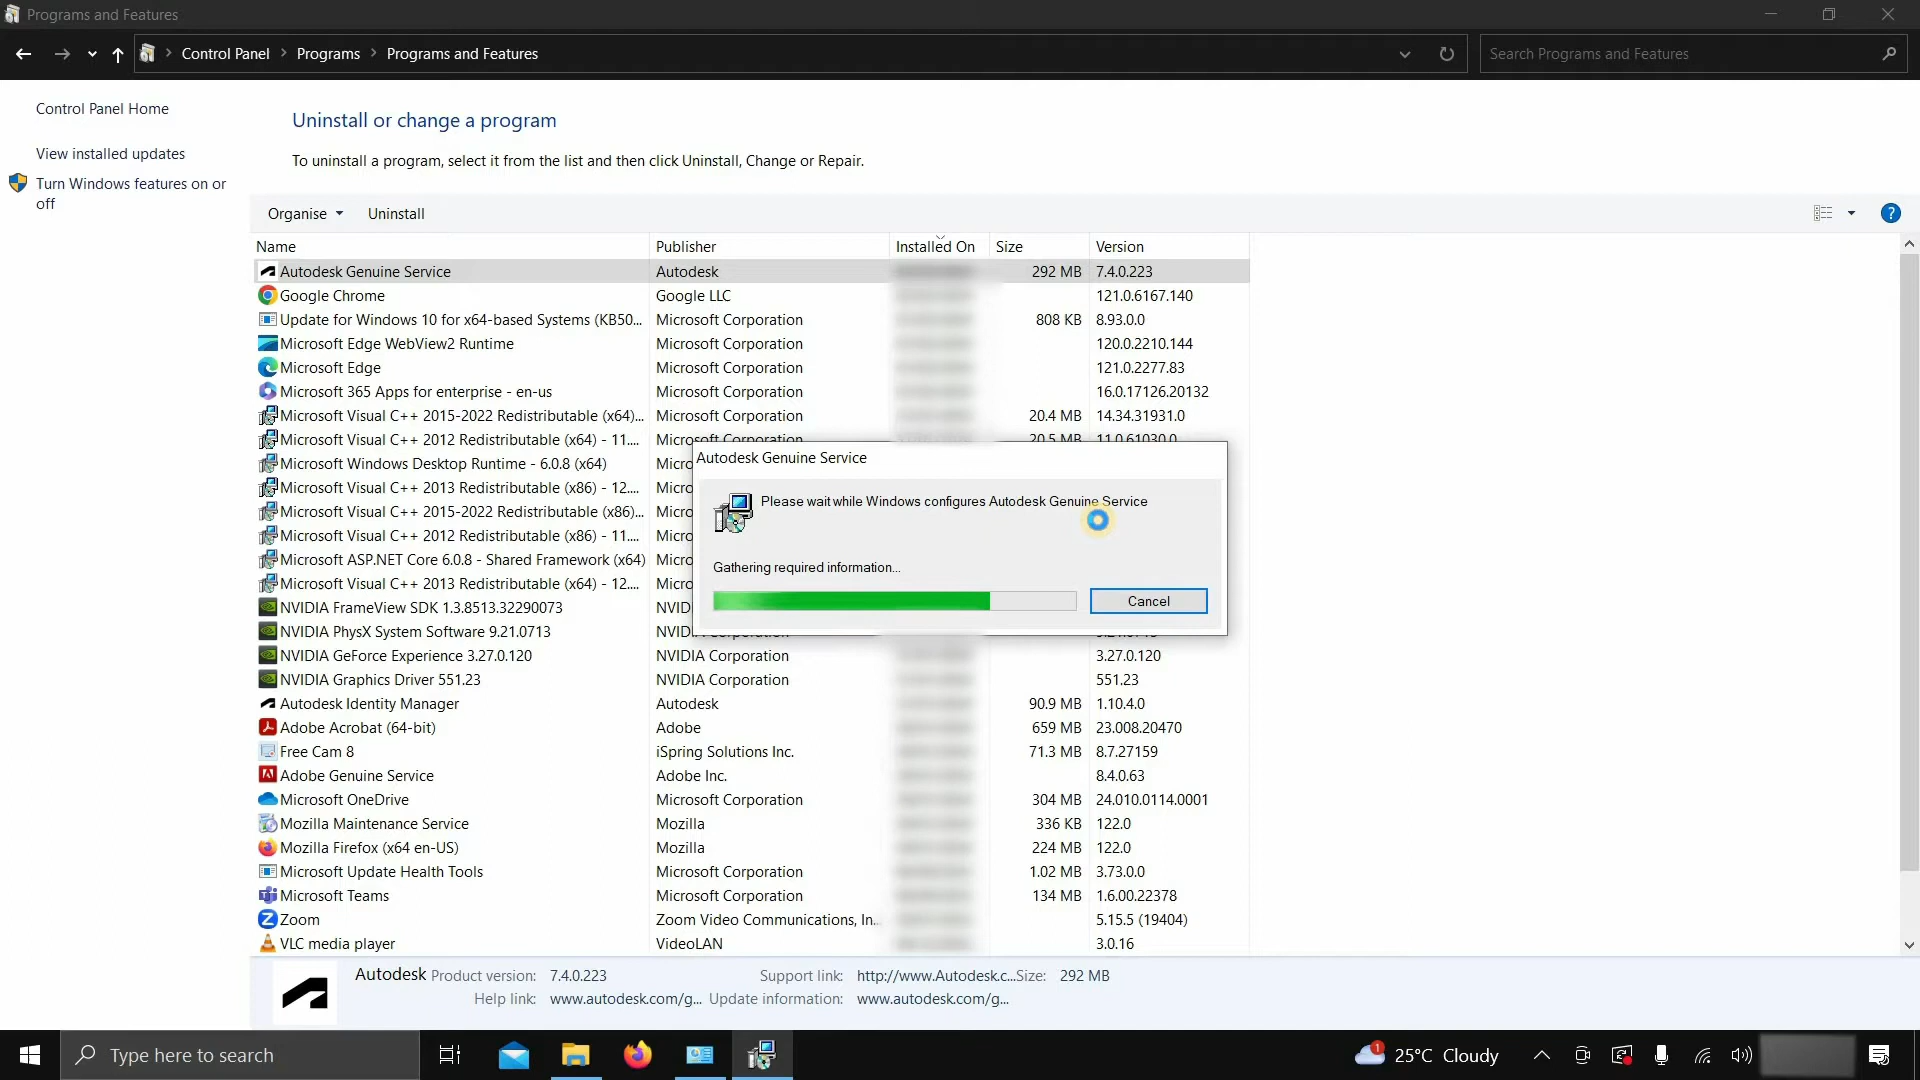 Programs and Features
Control Panel > Programs > Programs and Features
Search Programs and Features
Control Panel Home
View installed updates
Turn Windows features on or
off
Uninstall or change a program
To uninstall a program, select it from the list and then click Uninstall, Change or Repair.
Organise Uninstall
Name Publisher Installed On Size Version
Autodesk Genuine Service Autodesk 292 MB 7.4.0.223
Google Chrome Google LLC 121.0.6167.140
Update for Windows 10 for x64-based Systems (KB50... Microsoft Corporation 808 KB 8.93.0.0
Microsoft Edge WebView2 Runtime Microsoft Corporation 120.0.2210.144
Microsoft Edge Microsoft Corporation 121.0.2277.83
Microsoft 365 Apps for enterprise - en-us Microsoft Corporation 16.0.17126.20132
Microsoft Visual C++ 2015-2022 Redistributable (x64)... Microsoft Corporation 20.4 MB 14.34.31931.0
Microsoft Visual C++ 2012 Redistributable (x64) - 11.... Microsoft Corporation 20.5 MB 11.0.61030.0
Microsoft Windows Desktop Runtime - 6.0.8 (x64) Micro
Microsoft Visual C++ 2013 Redistributable (x86) - 12.... Micro
Microsoft Visual C++ 2015-2022 Redistributable (x86)... Micro
Microsoft Visual C++ 2012 Redistributable (x86) - 11.... Micro
Microsoft ASP.NET Core 6.0.8 - Shared Framework (x64) Micro
Microsoft Visual C++ 2013 Redistributable (x64) - 12.... Micro
NVIDIA FrameView SDK 1.3.8513.32290073 NVID
NVIDIA PhysX System Software 9.21.0713 NVID
NVIDIA GeForce Experience 3.27.0.120 NVIDIA Corporation 3.27.0.120
NVIDIA Graphics Driver 551.23 NVIDIA Corporation 551.23
Autodesk Identity Manager Autodesk 90.9 MB 1.10.4.0
Adobe Acrobat (64-bit) Adobe 659 MB 23.008.20470
Free Cam 8 iSpring Solutions Inc. 71.3 MB 8.7.27159
Adobe Genuine Service Adobe Inc. 8.4.0.63
Microsoft OneDrive Microsoft Corporation 304 MB 24.010.0114.0001
Mozilla Maintenance Service Mozilla 336 KB 122.0
Mozilla Firefox (x64 en-US) Mozilla 224 MB 122.0
Microsoft Update Health Tools Microsoft Corporation 1.02 MB 3.73.0.0
Microsoft Teams Microsoft Corporation 134 MB 1.6.00.22378
Zoom Zoom Video Communications, In... 5.15.5 (19404)
VLC media player VideoLAN 3.0.16
Autodesk Genuine Service
Please wait while Windows configures Autodesk Genuine Service
Gathering required information...
Cancel
Autodesk Product version: 7.4.0.223 Support link: http://www.Autodesk.c... Size: 292 MB
Help link: www.autodesk.com/g... Update information: www.autodesk.com/g...
Type here to search
1 25°C Cloudy